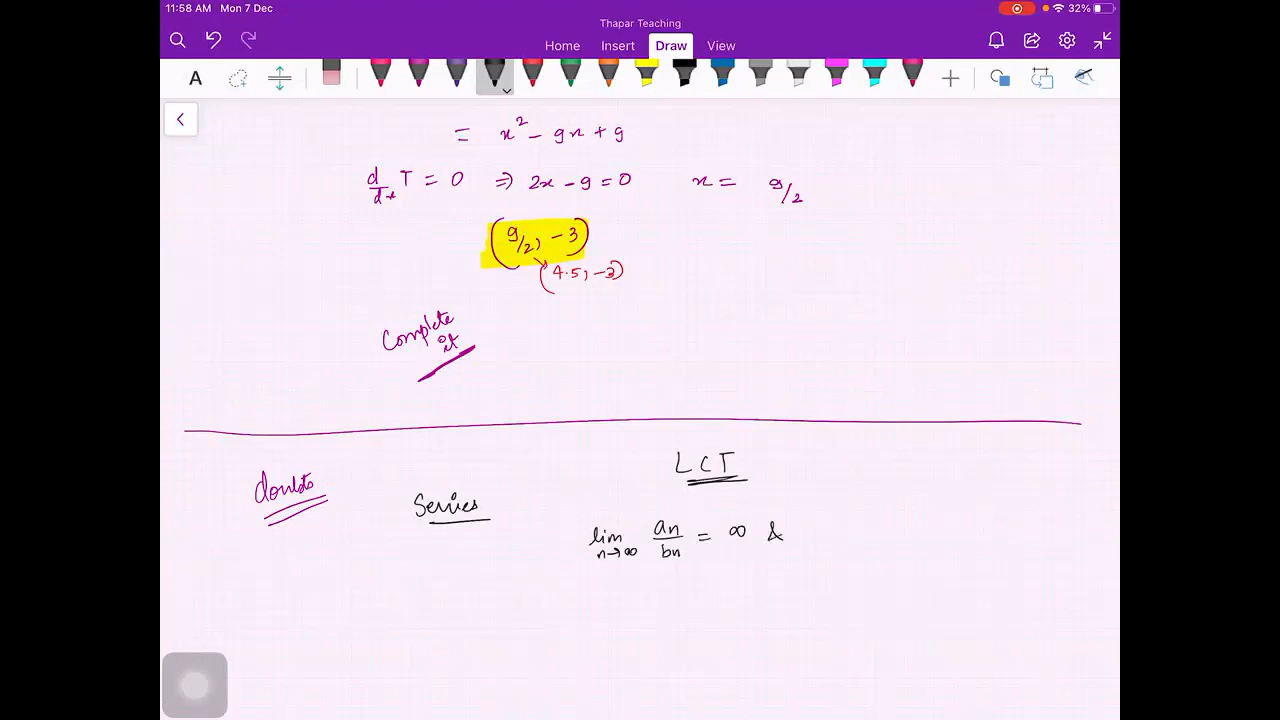 11:58 AM Mon 7 Dec
32%
Thapar Teaching
Home Insert Draw View
A
= x² - 9x + 9
d/dx T = 0 ⇒ 2x - 9 = 0 x = 9/2
(9/2, -3)
(4.5, -3)
Complete
it
LCT
doubts
Series
lim n→∞ an/bn = ∞ &